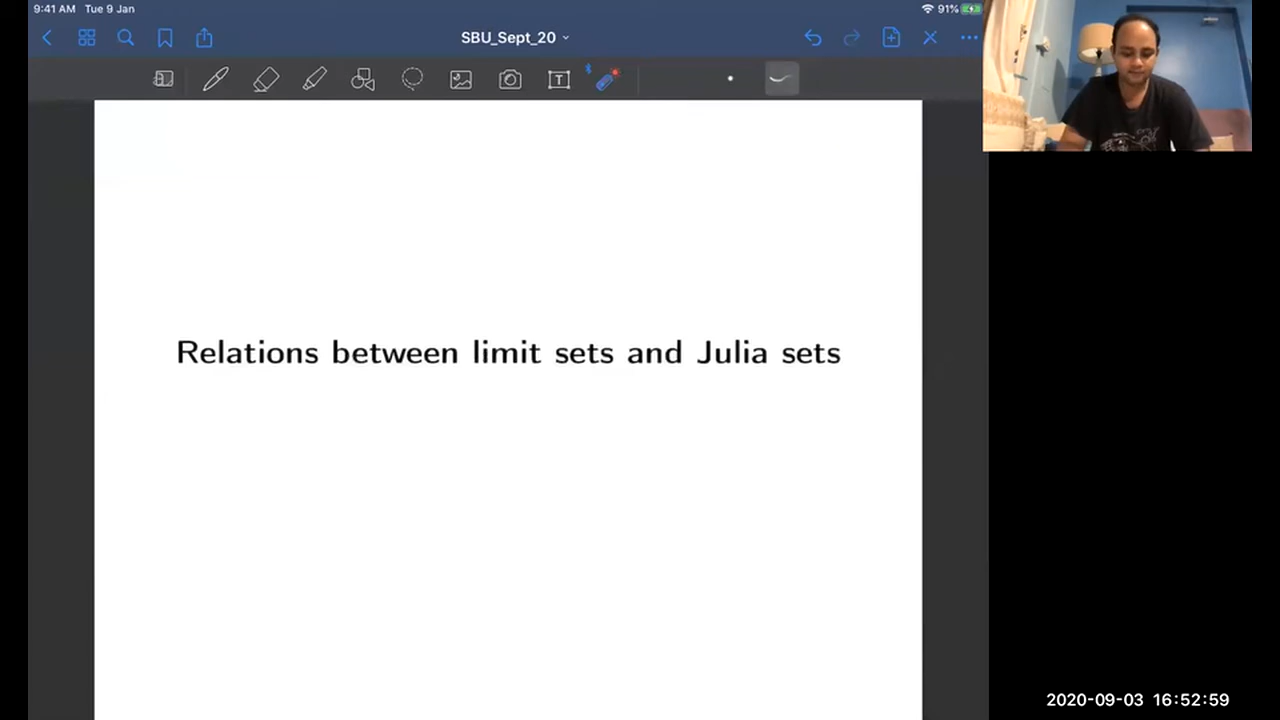 9:41 AM Tue 9 Jan
91%
SBU_Sept_20
T
Relations between limit sets and Julia sets
2020-09-03 16:52:59